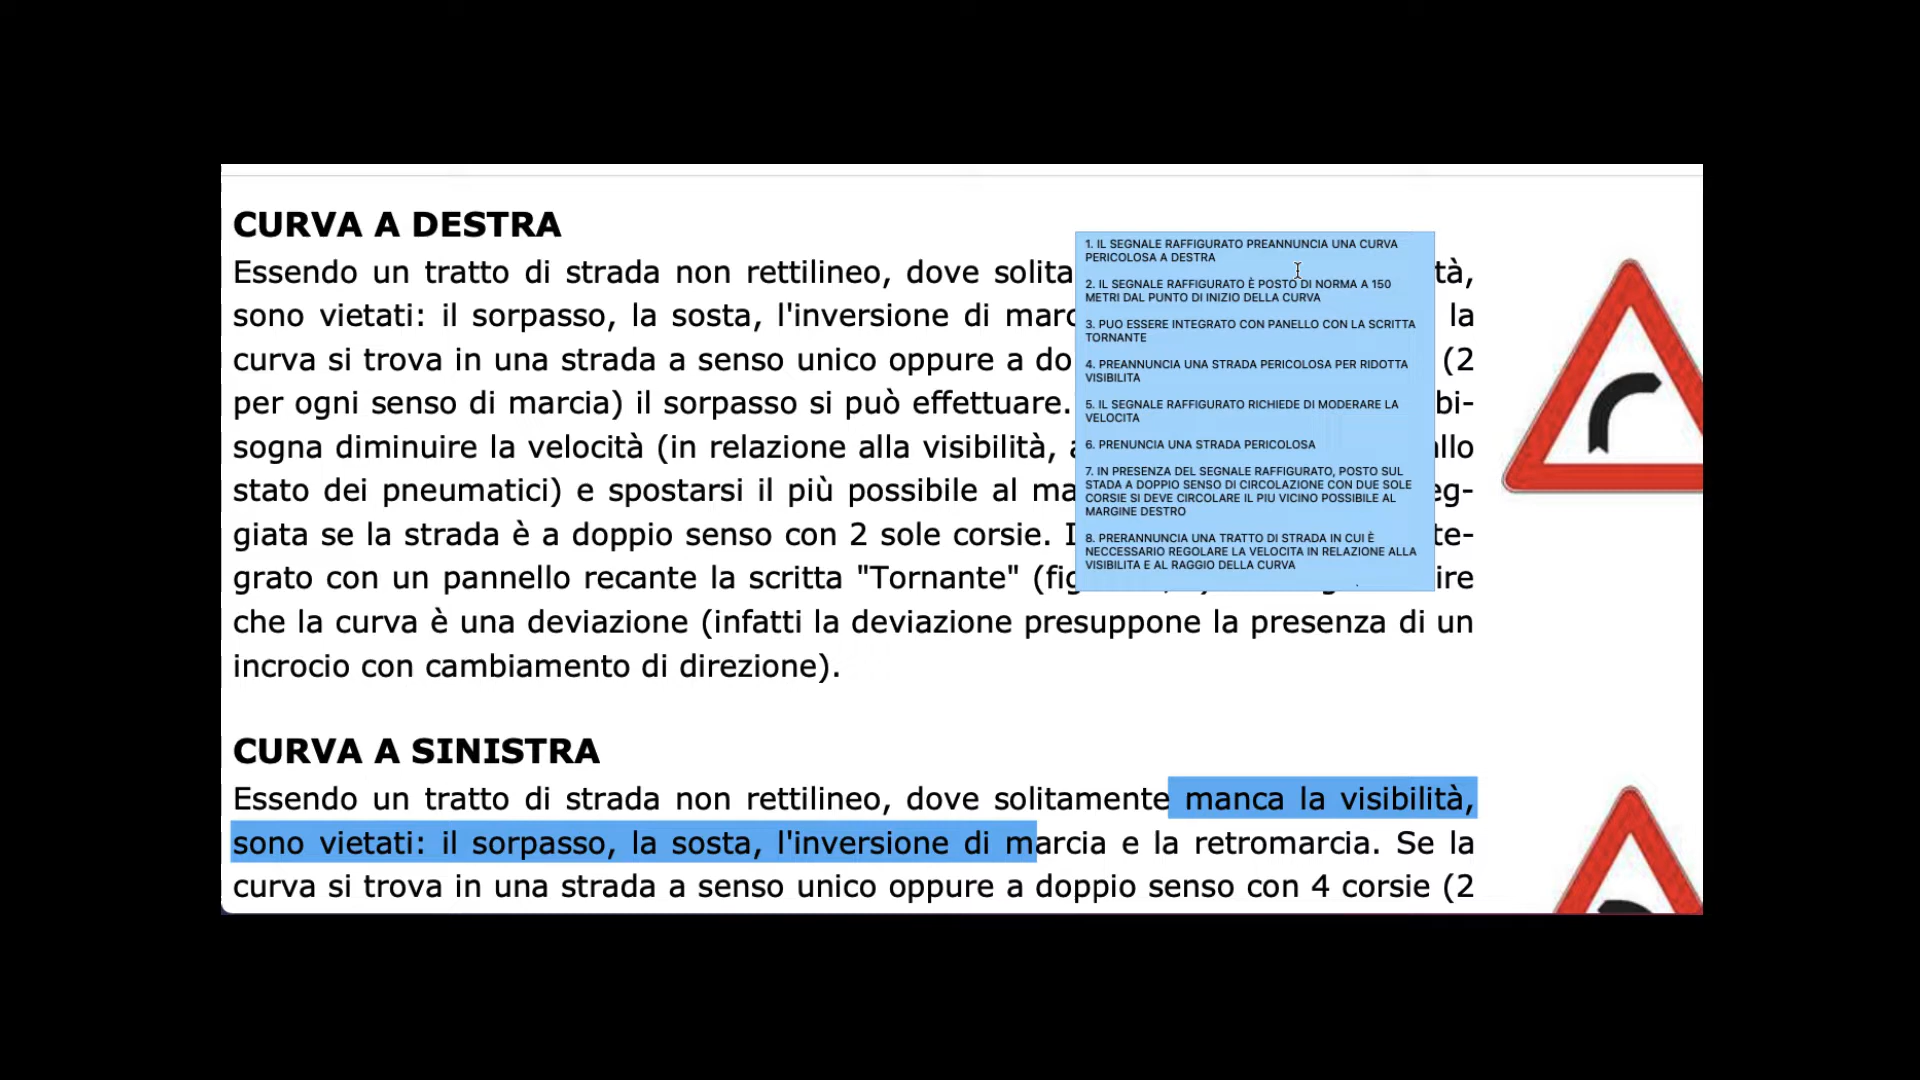 CURVA A DESTRA
Essendo un tratto di strada non rettilineo, dove solita
tà,
sono vietati: il sorpasso, la sosta, l'inversione di marc
la
curva si trova in una strada a senso unico oppure a do
(2
per ogni senso di marcia) il sorpasso si può effettuare.
bi-
sogna diminuire la velocità (in relazione alla visibilità, a
allo
stato dei pneumatici) e spostarsi il più possibile al ma
eg-
giata se la strada è a doppio senso con 2 sole corsie. I
te-
grato con un pannello recante la scritta "Tornante" (fig
ire
che la curva è una deviazione (infatti la deviazione presuppone la presenza di un
incrocio con cambiamento di direzione).
1. IL SEGNALE RAFFIGURATO PREANNUNCIA UNA CURVA
PERICOLOSA A DESTRA
2. IL SEGNALE RAFFIGURATO È POSTO DI NORMA A 150
METRI DAL PUNTO DI INIZIO DELLA CURVA
3. PUO ESSERE INTEGRATO CON PANELLO CON LA SCRITTA
TORNANTE
4. PREANNUNCIA UNA STRADA PERICOLOSA PER RIDOTTA
VISIBILITA
5. IL SEGNALE RAFFIGURATO RICHIEDE DI MODERARE LA
VELOCITA
6. PRENUNCIA UNA STRADA PERICOLOSA
7. IN PRESENZA DEL SEGNALE RAFFIGURATO, POSTO SUL
STADA A DOPPIO SENSO DI CIRCOLAZIONE CON DUE SOLE
CORSIE SI DEVE CIRCOLARE IL PIU VICINO POSSIBILE AL
MARGINE DESTRO
8. PRERANNUNCIA UNA TRATTO DI STRADA IN CUI È
NECCESSARIO REGOLARE LA VELOCITA IN RELAZIONE ALLA
VISIBILITA E AL RAGGIO DELLA CURVA
CURVA A SINISTRA
Essendo un tratto di strada non rettilineo, dove solitamente manca la visibilità,
sono vietati: il sorpasso, la sosta, l'inversione di marcia e la retromarcia. Se la
curva si trova in una strada a senso unico oppure a doppio senso con 4 corsie (2